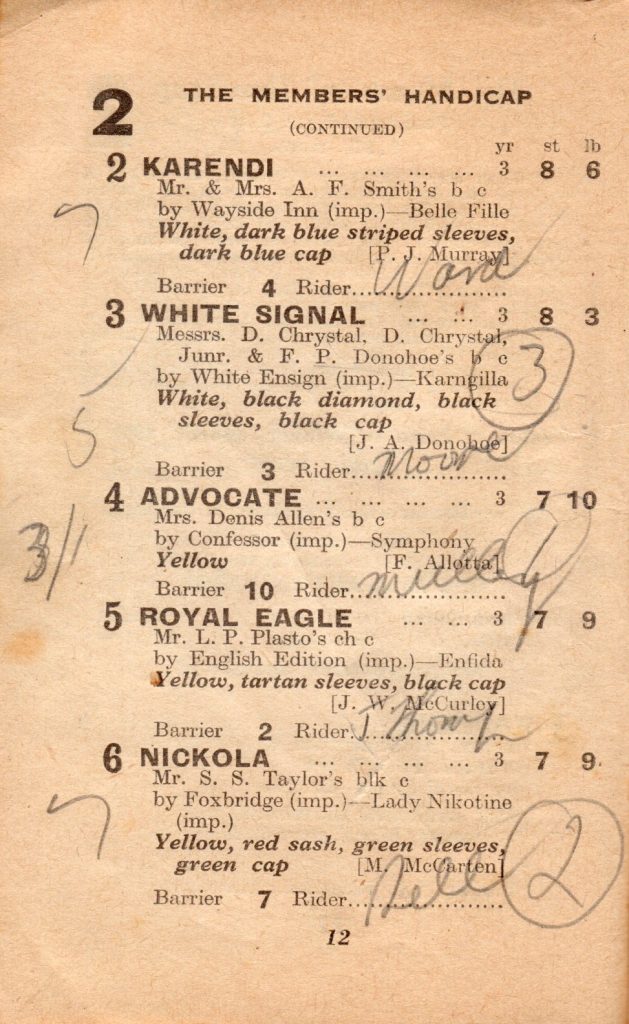 2 THE MEMBERS' HANDICAP
(CONTINUED)
yr st lb
2 KARENDI ... ... ... ... 3 8 6
Mr. & Mrs. A. F. Smith's b c
by Wayside Inn (imp.)—Belle Fille
7
White, dark blue striped sleeves,
dark blue cap [P. J. Murray]
Barrier 4 Rider.......................
Ward
3 WHITE SIGNAL ... ... 3 8 3
Messrs. D. Chrystal, D. Chrystal,
Junr. & F. P. Donohoe's b c
by White Ensign (imp.)—Karngilla
3
White, black diamond, black
sleeves, black cap
5
[J. A. Donohoe]
Barrier 3 Rider.......................
Moore
4 ADVOCATE ... ... ... ... 3 7 10
Mrs. Denis Allen's b c
by Confessor (imp.)—Symphony
3/1
Yellow [F. Allotta]
Barrier 10 Rider.......................
1
5 ROYAL EAGLE ... ... 3 7 9
Mr. L. P. Plasto's ch c
by English Edition (imp.)—Enfida
Yellow, tartan sleeves, black cap
[J. W. McCurley]
Barrier 2 Rider.......................
6 NICKOLA ... ... ... ... 3 7 9
Mr. S. S. Taylor's blk c
by Foxbridge (imp.)—Lady Nikotine
(imp.)
7
Yellow, red sash, green sleeves,
green cap [M. McCarten]
2
Barrier 7 Rider.......................
Sell
12